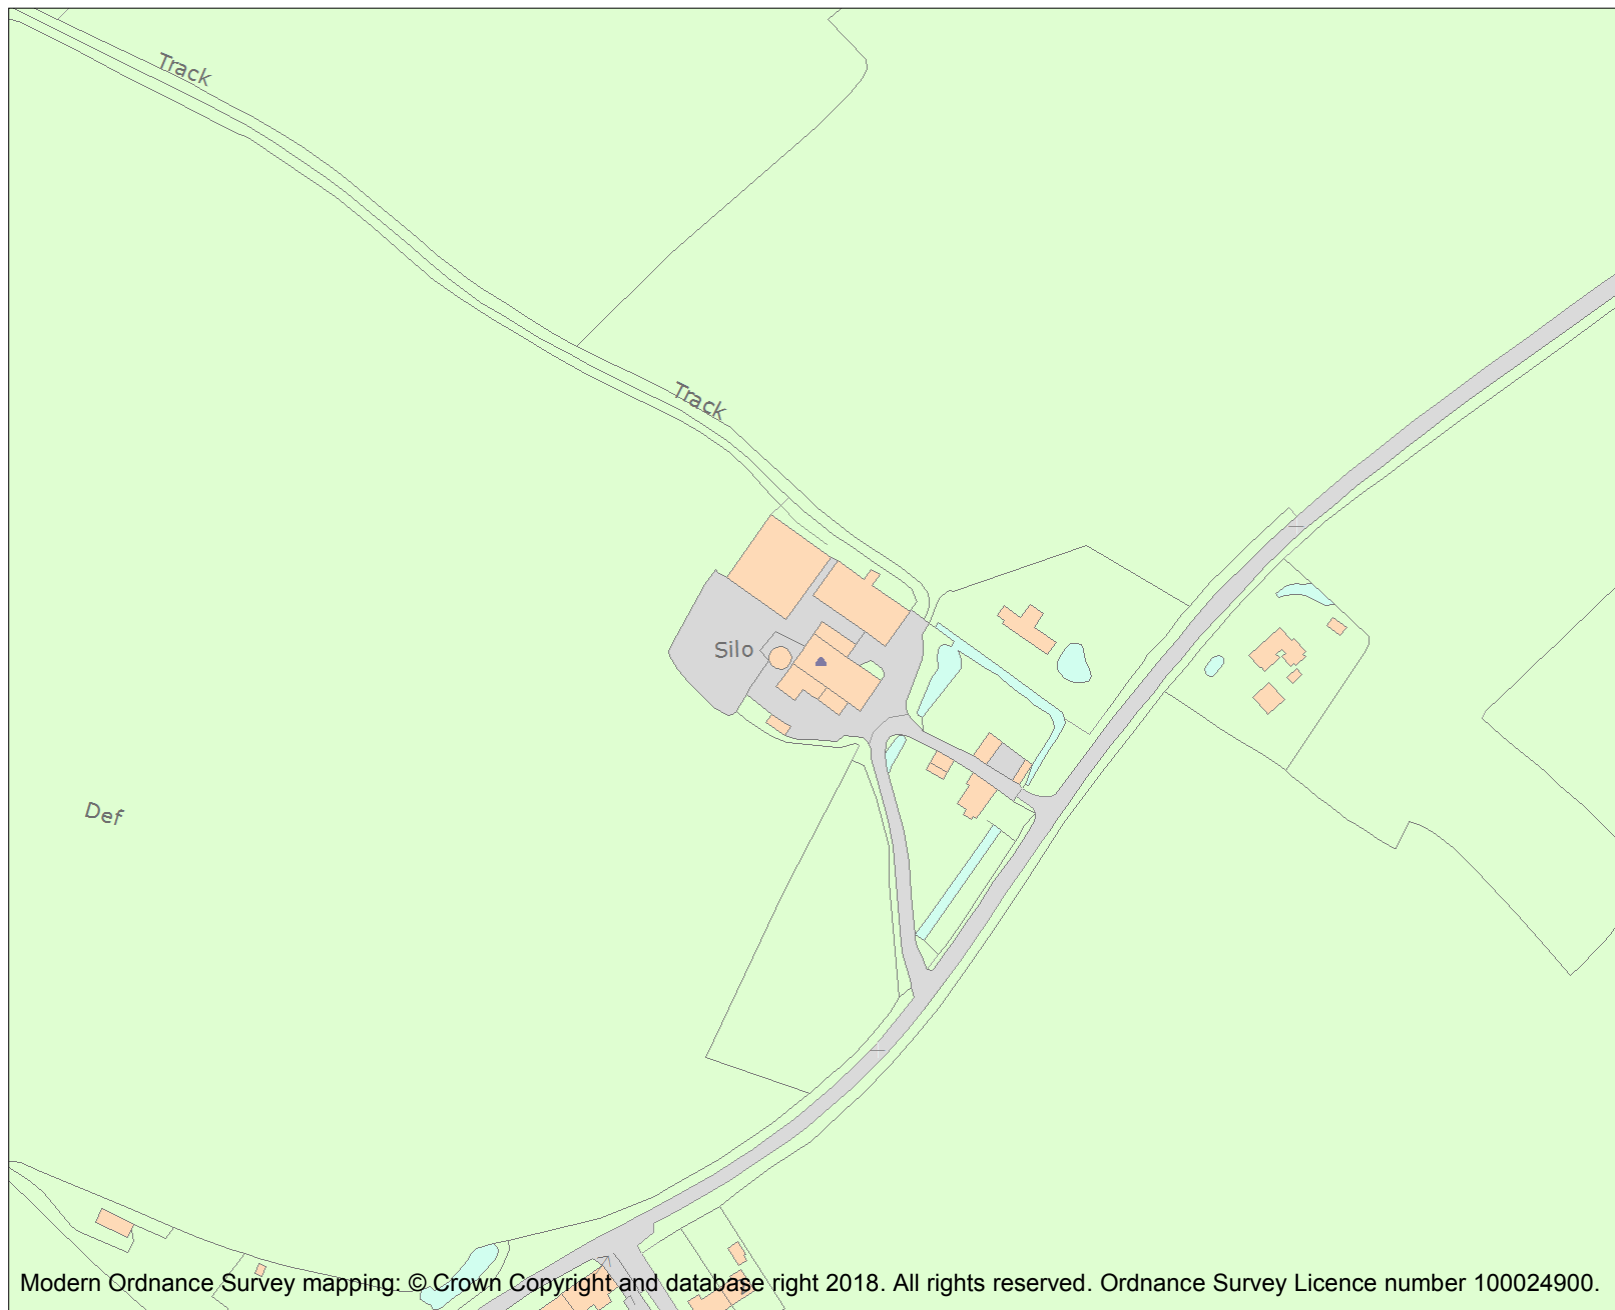 Track
Track
Silo
Def
Modern Ordnance Survey mapping: © Crown Copyright and database right 2018. All rights reserved. Ordnance Survey Licence number 100024900.